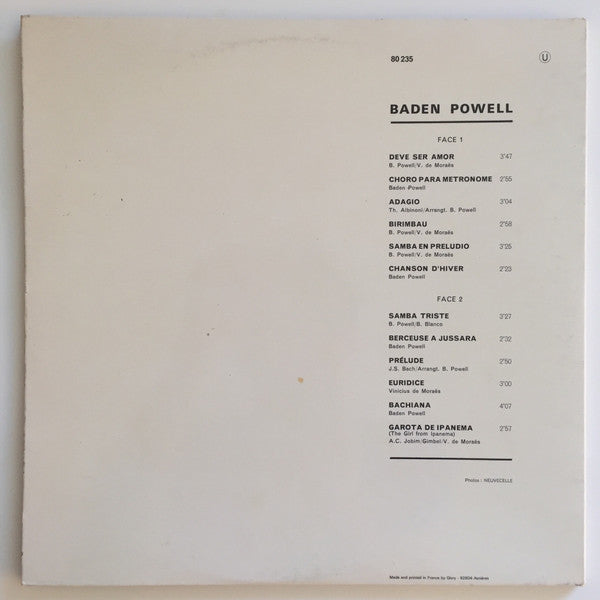 80 235 Ⓤ
BADEN POWELL
FACE 1
DEVE SER AMOR 3'47
B. Powell/V. de Moraës
CHORO PARA METRONOME 2'55
Baden Powell
ADAGIO 3'04
Th. Albinoni/Arrangt. B. Powell
BIRIMBAU 2'58
B. Powell/V. de Moraës
SAMBA EN PRELUDIO 3'25
B. Powell/V. de Moraës
CHANSON D'HIVER 2'23
Baden Powell
FACE 2
SAMBA TRISTE 3'27
B. Powell/B. Blanco
BERCEUSE A JUSSARA 2'32
Baden Powell
PRÉLUDE 2'50
J.S. Bach/Arrangt. B. Powell
EURIDICE 3'00
Vinicius de Moraës
BACHIANA 4'07
Baden Powell
GAROTA DE IPANEMA 2'57
(The Girl from Ipanema)
A.C. Jobim/Gimbel/V. de Moraës
Photos : NEUVECELLE
Made and printed in France by Glory - 92604 Asnières